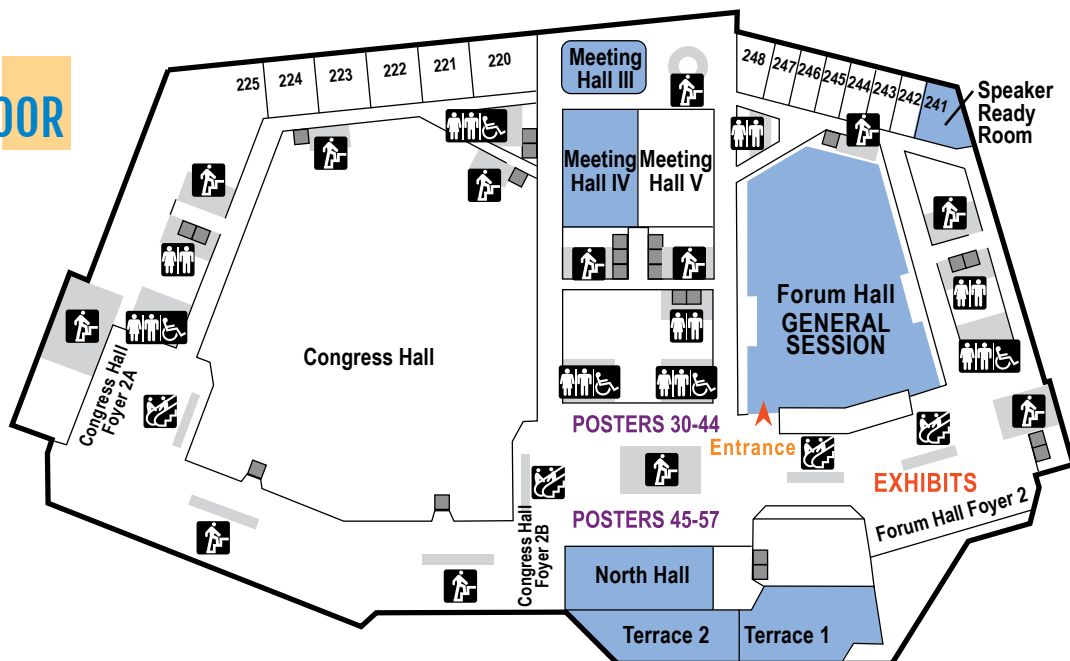 OOR
225
224
223
222
221
220
Meeting
Hall III
248
247
246
245
244
243
242
241
Speaker
Ready
Room
Meeting
Hall IV
Meeting
Hall V
Congress Hall
Forum Hall
GENERAL
SESSION
Congress Hall
Foyer 2A
POSTERS 30-44
Entrance
EXHIBITS
POSTERS 45-57
Congress Hall
Foyer 2B
Forum Hall Foyer 2
North Hall
Terrace 2
Terrace 1